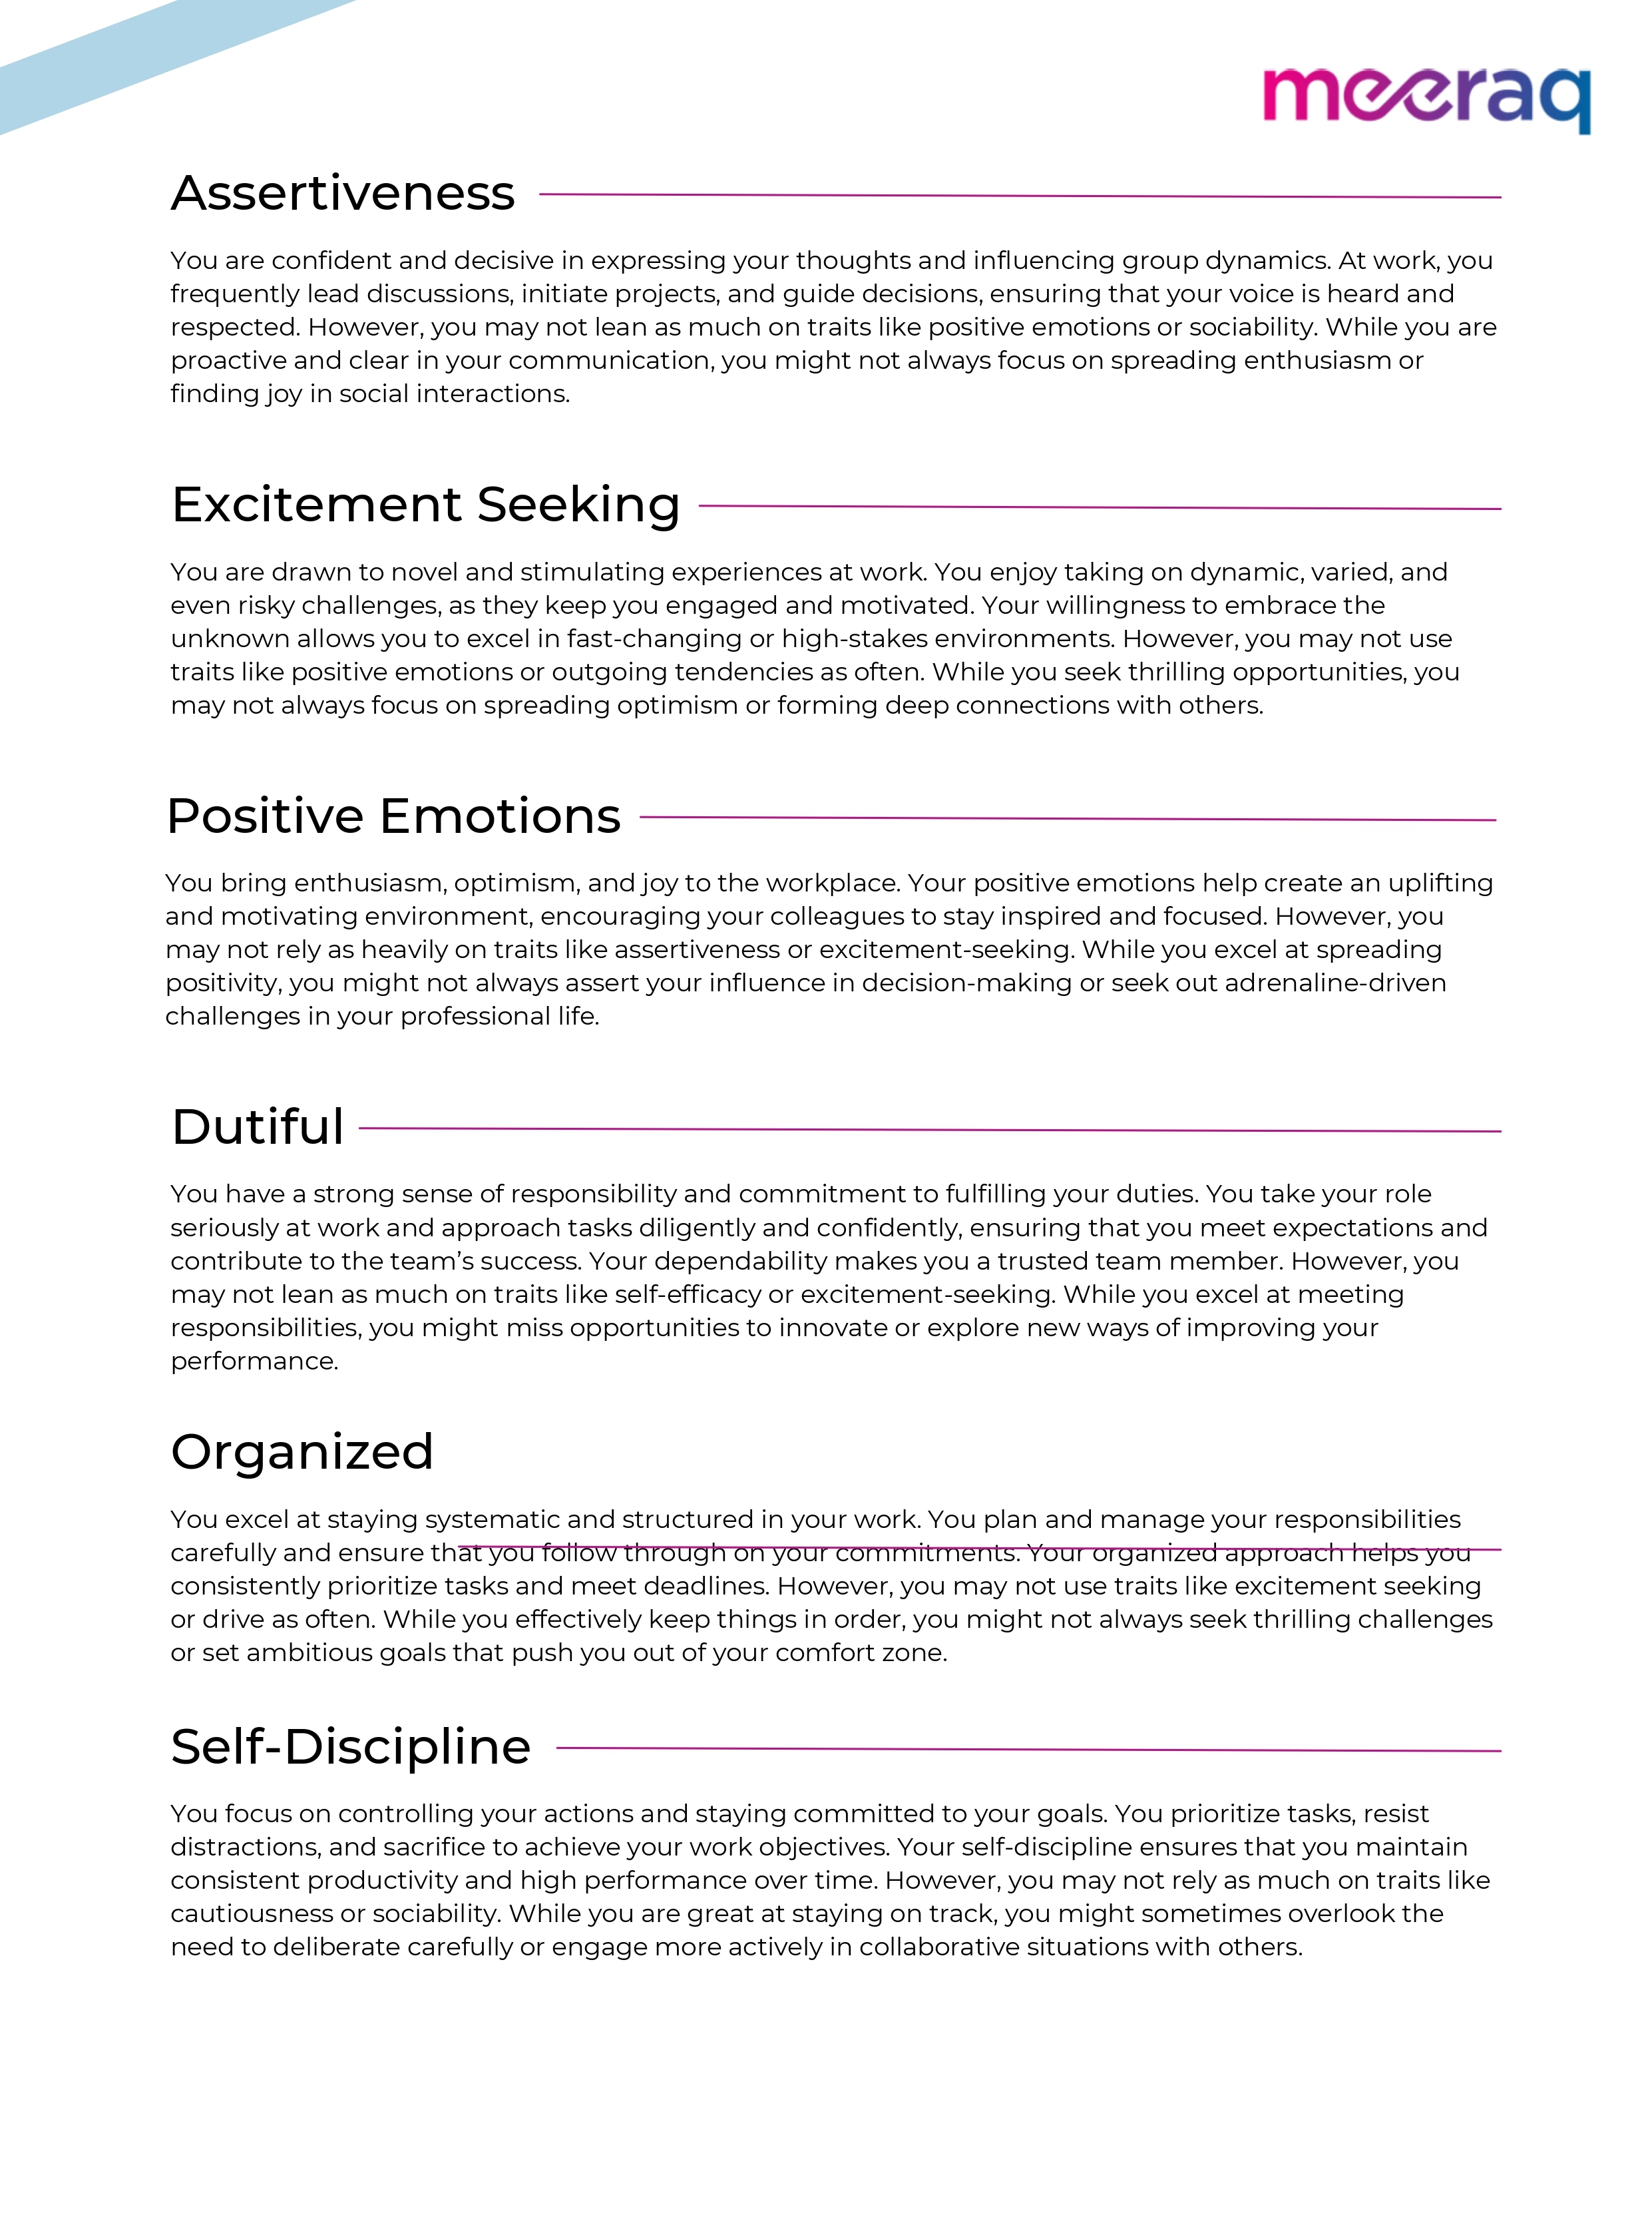 meeraq
Assertiveness
You are confident and decisive in expressing your thoughts and influencing group dynamics. At work, you
frequently lead discussions, initiate projects, and guide decisions, ensuring that your voice is heard and
respected. However, you may not lean as much on traits like positive emotions or sociability. While you are
proactive and clear in your communication, you might not always focus on spreading enthusiasm or
finding joy in social interactions.
Excitement Seeking
You are drawn to novel and stimulating experiences at work. You enjoy taking on dynamic, varied, and
even risky challenges, as they keep you engaged and motivated. Your willingness to embrace the
unknown allows you to excel in fast-changing or high-stakes environments. However, you may not use
traits like positive emotions or outgoing tendencies as often. While you seek thrilling opportunities, you
may not always focus on spreading optimism or forming deep connections with others.
Positive Emotions
You bring enthusiasm, optimism, and joy to the workplace. Your positive emotions help create an uplifting
and motivating environment, encouraging your colleagues to stay inspired and focused. However, you
may not rely as heavily on traits like assertiveness or excitement-seeking. While you excel at spreading
positivity, you might not always assert your influence in decision-making or seek out adrenaline-driven
challenges in your professional life.
Dutiful
You have a strong sense of responsibility and commitment to fulfilling your duties. You take your role
seriously at work and approach tasks diligently and confidently, ensuring that you meet expectations and
contribute to the team’s success. Your dependability makes you a trusted team member. However, you
may not lean as much on traits like self-efficacy or excitement-seeking. While you excel at meeting
responsibilities, you might miss opportunities to innovate or explore new ways of improving your
performance.
Organized
You excel at staying systematic and structured in your work. You plan and manage your responsibilities
carefully and ensure that you follow through on your commitments. Your organized approach helps you
consistently prioritize tasks and meet deadlines. However, you may not use traits like excitement seeking
or drive as often. While you effectively keep things in order, you might not always seek thrilling challenges
or set ambitious goals that push you out of your comfort zone.
Self-Discipline
You focus on controlling your actions and staying committed to your goals. You prioritize tasks, resist
distractions, and sacrifice to achieve your work objectives. Your self-discipline ensures that you maintain
consistent productivity and high performance over time. However, you may not rely as much on traits like
cautiousness or sociability. While you are great at staying on track, you might sometimes overlook the
need to deliberate carefully or engage more actively in collaborative situations with others.